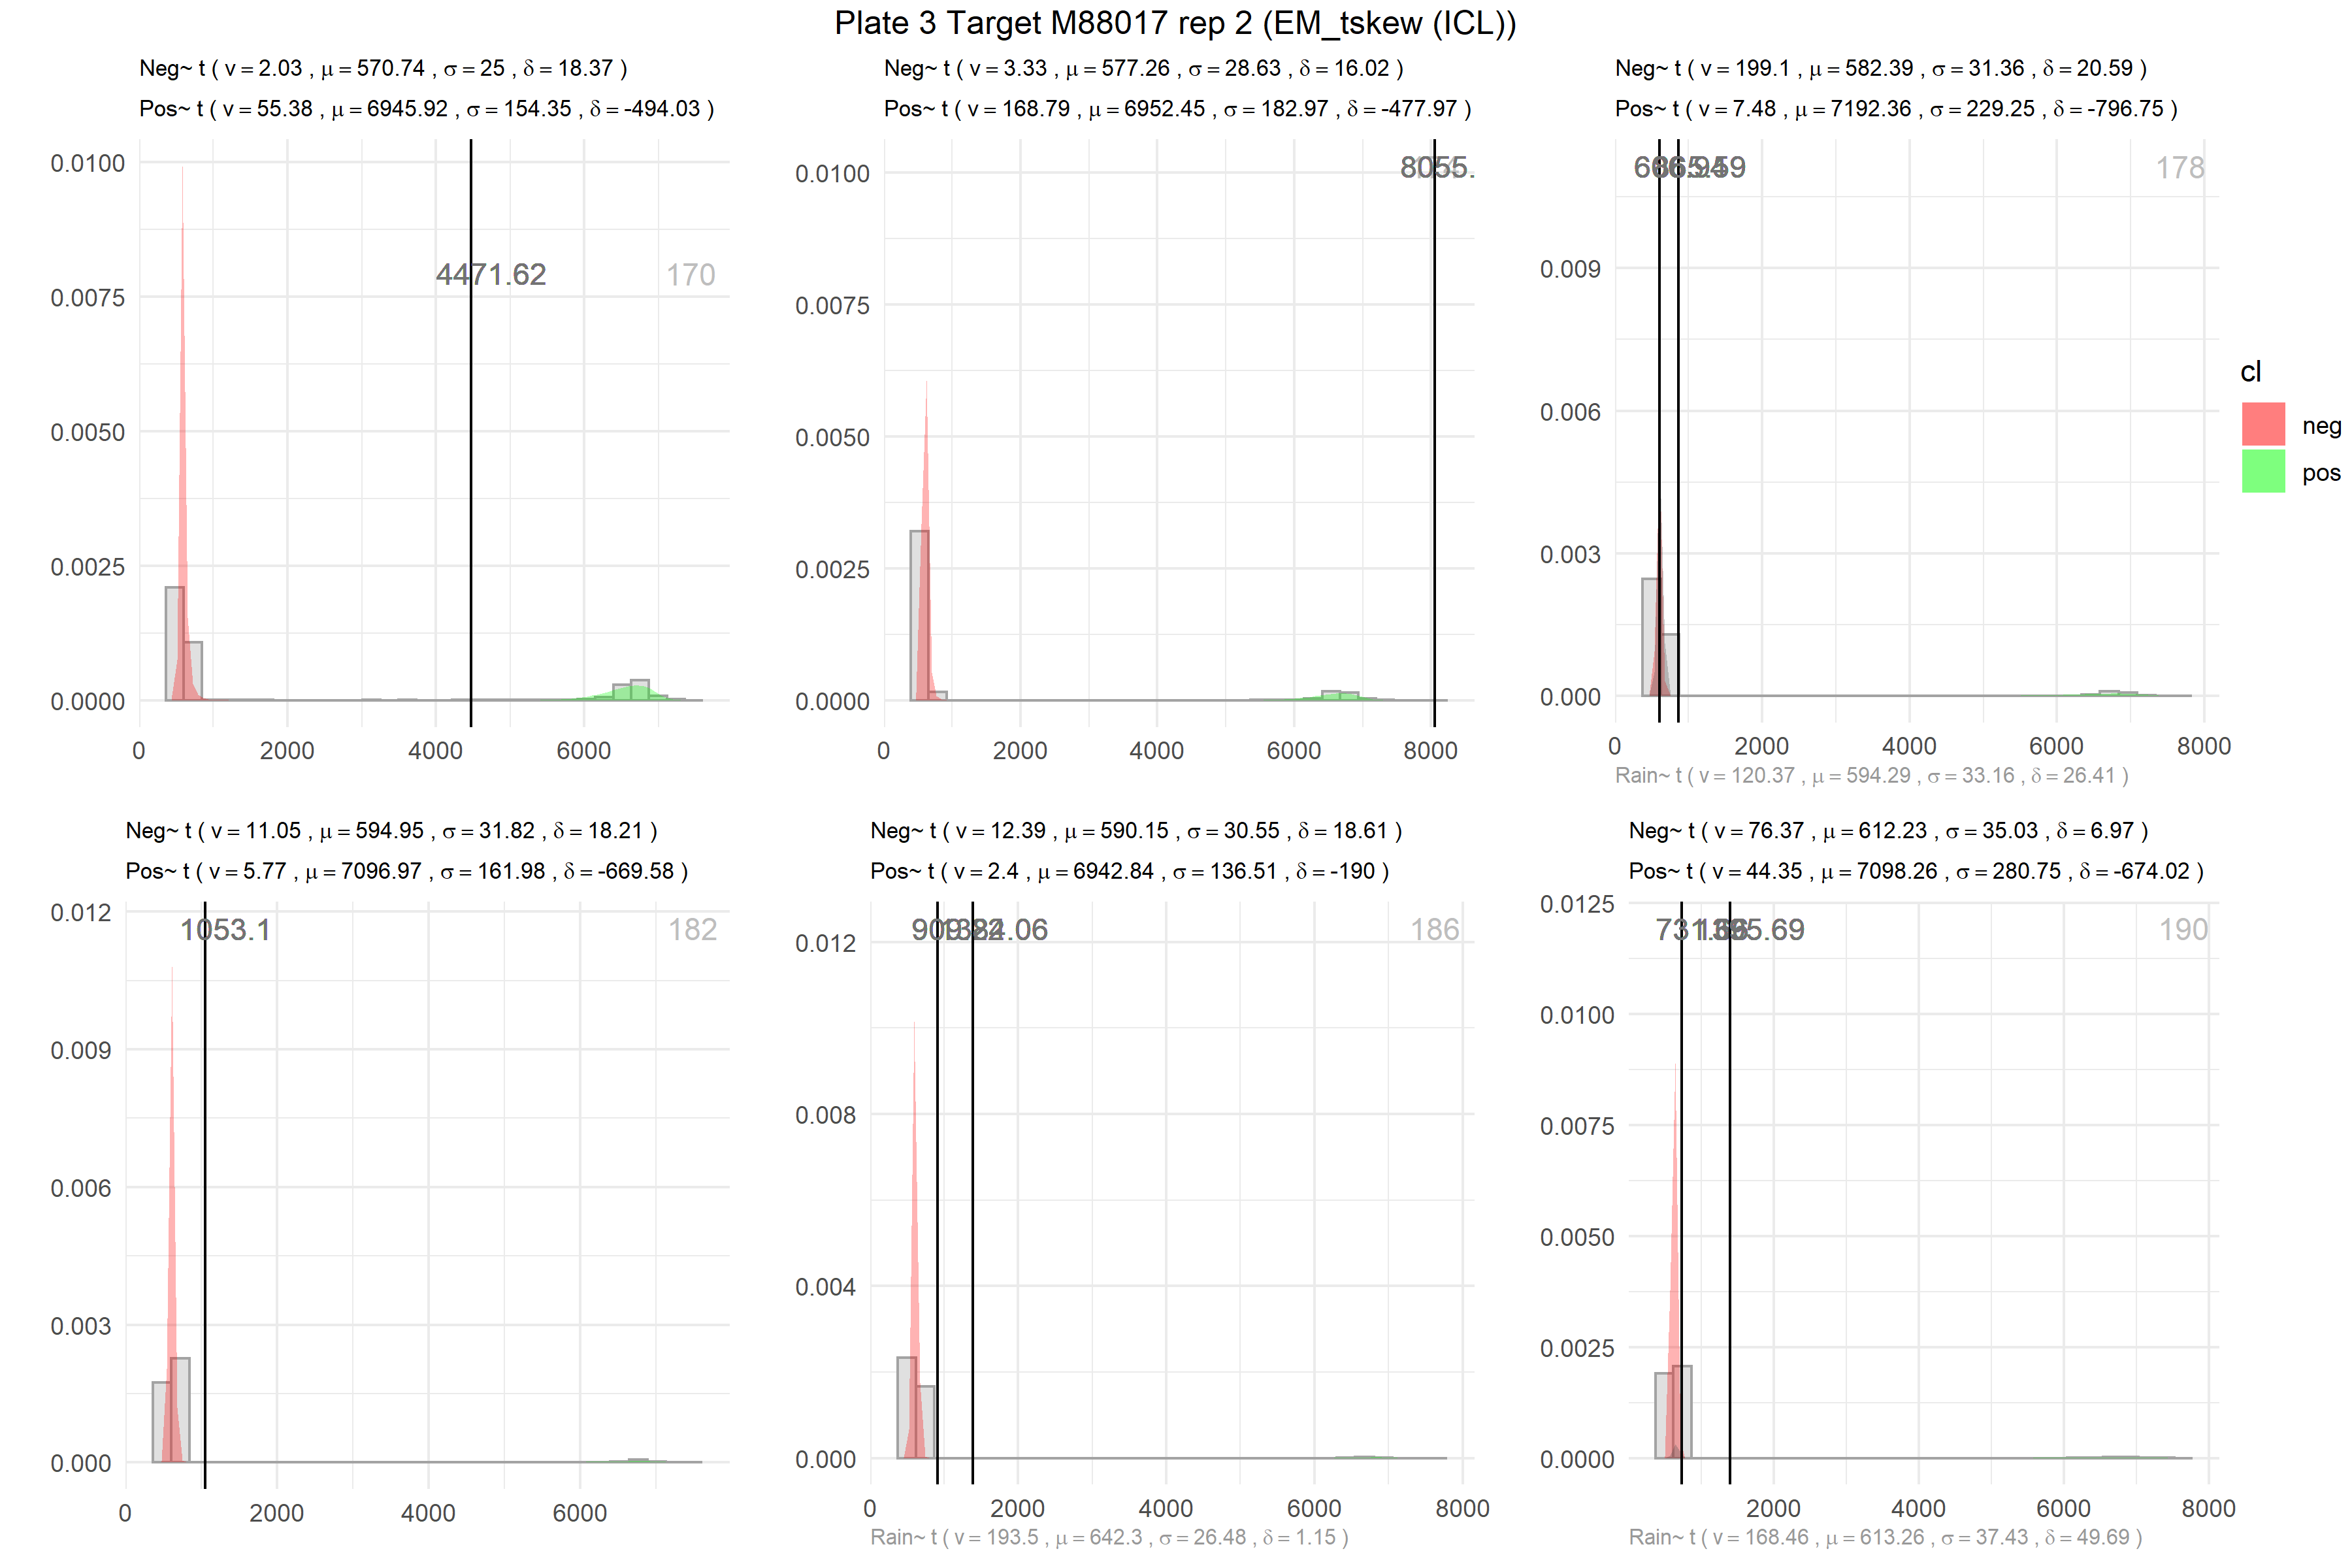 Plate 3 Target M88017 rep 2 (EM_tskew (ICL))
Neg~ t ( v = 2.03 , μ = 570.74 , σ = 25 , δ = 18.37 )
Pos~ t ( v = 55.38 , μ = 6945.92 , σ = 154.35 , δ = -494.03 )
0.0100
0.0075
0.0050
0.0025
0.0000
4471.62
170
0 2000 4000 6000
Neg~ t ( v = 3.33 , μ = 577.26 , σ = 28.63 , δ = 16.02 )
Pos~ t ( v = 168.79 , μ = 6952.45 , σ = 182.97 , δ = -477.97 )
0.0100
0.0075
0.0050
0.0025
0.0000
8055.
0 2000 4000 6000 8000
Neg~ t ( v = 199.1 , μ = 582.39 , σ = 31.36 , δ = 20.59 )
Pos~ t ( v = 7.48 , μ = 7192.36 , σ = 229.25 , δ = -796.75 )
0.009
0.006
0.003
0.000
178
0 2000 4000 6000 8000
Rain~ t ( v = 120.37 , μ = 594.29 , σ = 33.16 , δ = 26.41 )
cl
neg
pos
Neg~ t ( v = 11.05 , μ = 594.95 , σ = 31.82 , δ = 18.21 )
Pos~ t ( v = 5.77 , μ = 7096.97 , σ = 161.98 , δ = -669.58 )
0.012
0.009
0.006
0.003
0.000
1053.1
182
0 2000 4000 6000
Neg~ t ( v = 12.39 , μ = 590.15 , σ = 30.55 , δ = 18.61 )
Pos~ t ( v = 2.4 , μ = 6942.84 , σ = 136.51 , δ = -190 )
0.012
0.008
0.004
0.000
186
0 2000 4000 6000 8000
Rain~ t ( v = 193.5 , μ = 642.3 , σ = 26.48 , δ = 1.15 )
Neg~ t ( v = 76.37 , μ = 612.23 , σ = 35.03 , δ = 6.97 )
Pos~ t ( v = 44.35 , μ = 7098.26 , σ = 280.75 , δ = -674.02 )
0.0125
0.0100
0.0075
0.0050
0.0025
0.0000
190
2000 4000 6000 8000
Rain~ t ( v = 168.46 , μ = 613.26 , σ = 37.43 , δ = 49.69 )